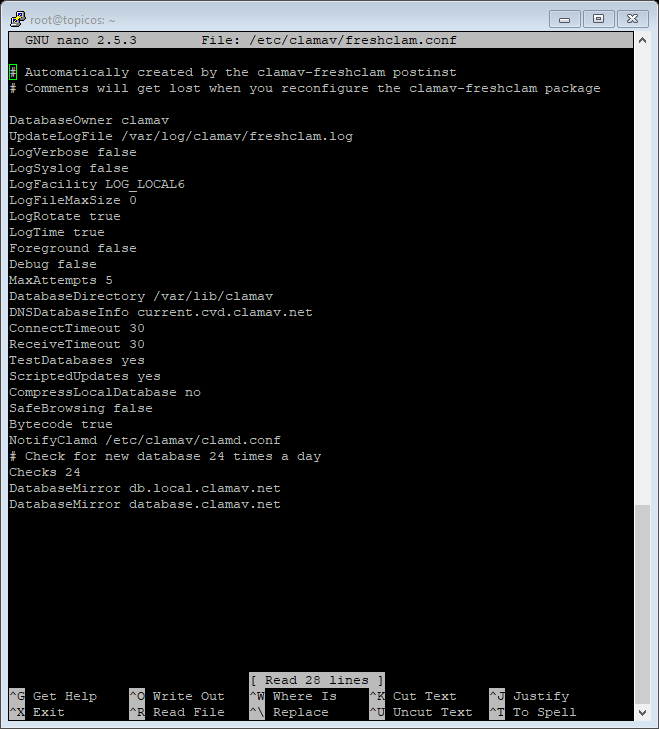 root@topicos: ~
GNU nano 2.5.3 File: /etc/clamav/freshclam.conf
# Automatically created by the clamav-freshclam postinst
# Comments will get lost when you reconfigure the clamav-freshclam package
DatabaseOwner clamav
UpdateLogFile /var/log/clamav/freshclam.log
LogVerbose false
LogSyslog false
LogFacility LOG_LOCAL6
LogFileMaxSize 0
LogRotate true
LogTime true
Foreground false
Debug false
MaxAttempts 5
DatabaseDirectory /var/lib/clamav
DNSDatabaseInfo current.cvd.clamav.net
ConnectTimeout 30
ReceiveTimeout 30
TestDatabases yes
ScriptedUpdates yes
CompressLocalDatabase no
SafeBrowsing false
Bytecode true
NotifyClamd /etc/clamav/clamd.conf
# Check for new database 24 times a day
Checks 24
DatabaseMirror db.local.clamav.net
DatabaseMirror database.clamav.net
[ Read 28 lines ]
^G Get Help ^O Write Out ^W Where Is ^K Cut Text ^J Justify
^X Exit ^R Read File ^\ Replace ^U Uncut Text ^T To Spell